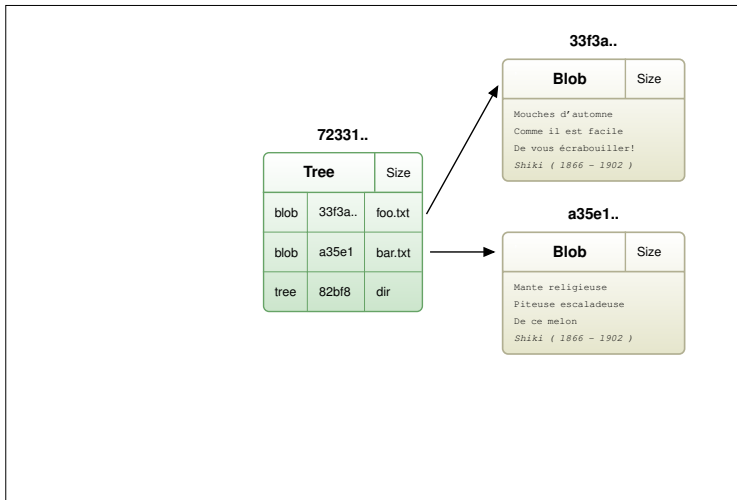 33f3a..
Blob Size
Mouches d’automne
Comme il est facile
De vous écrabouiller!
Shiki ( 1866 - 1902 )
72331..
Tree Size
blob 33f3a.. foo.txt
blob a35e1 bar.txt
tree 82bf8 dir
a35e1..
Blob Size
Mante religieuse
Piteuse escaladeuse
De ce melon
Shiki ( 1866 - 1902 )